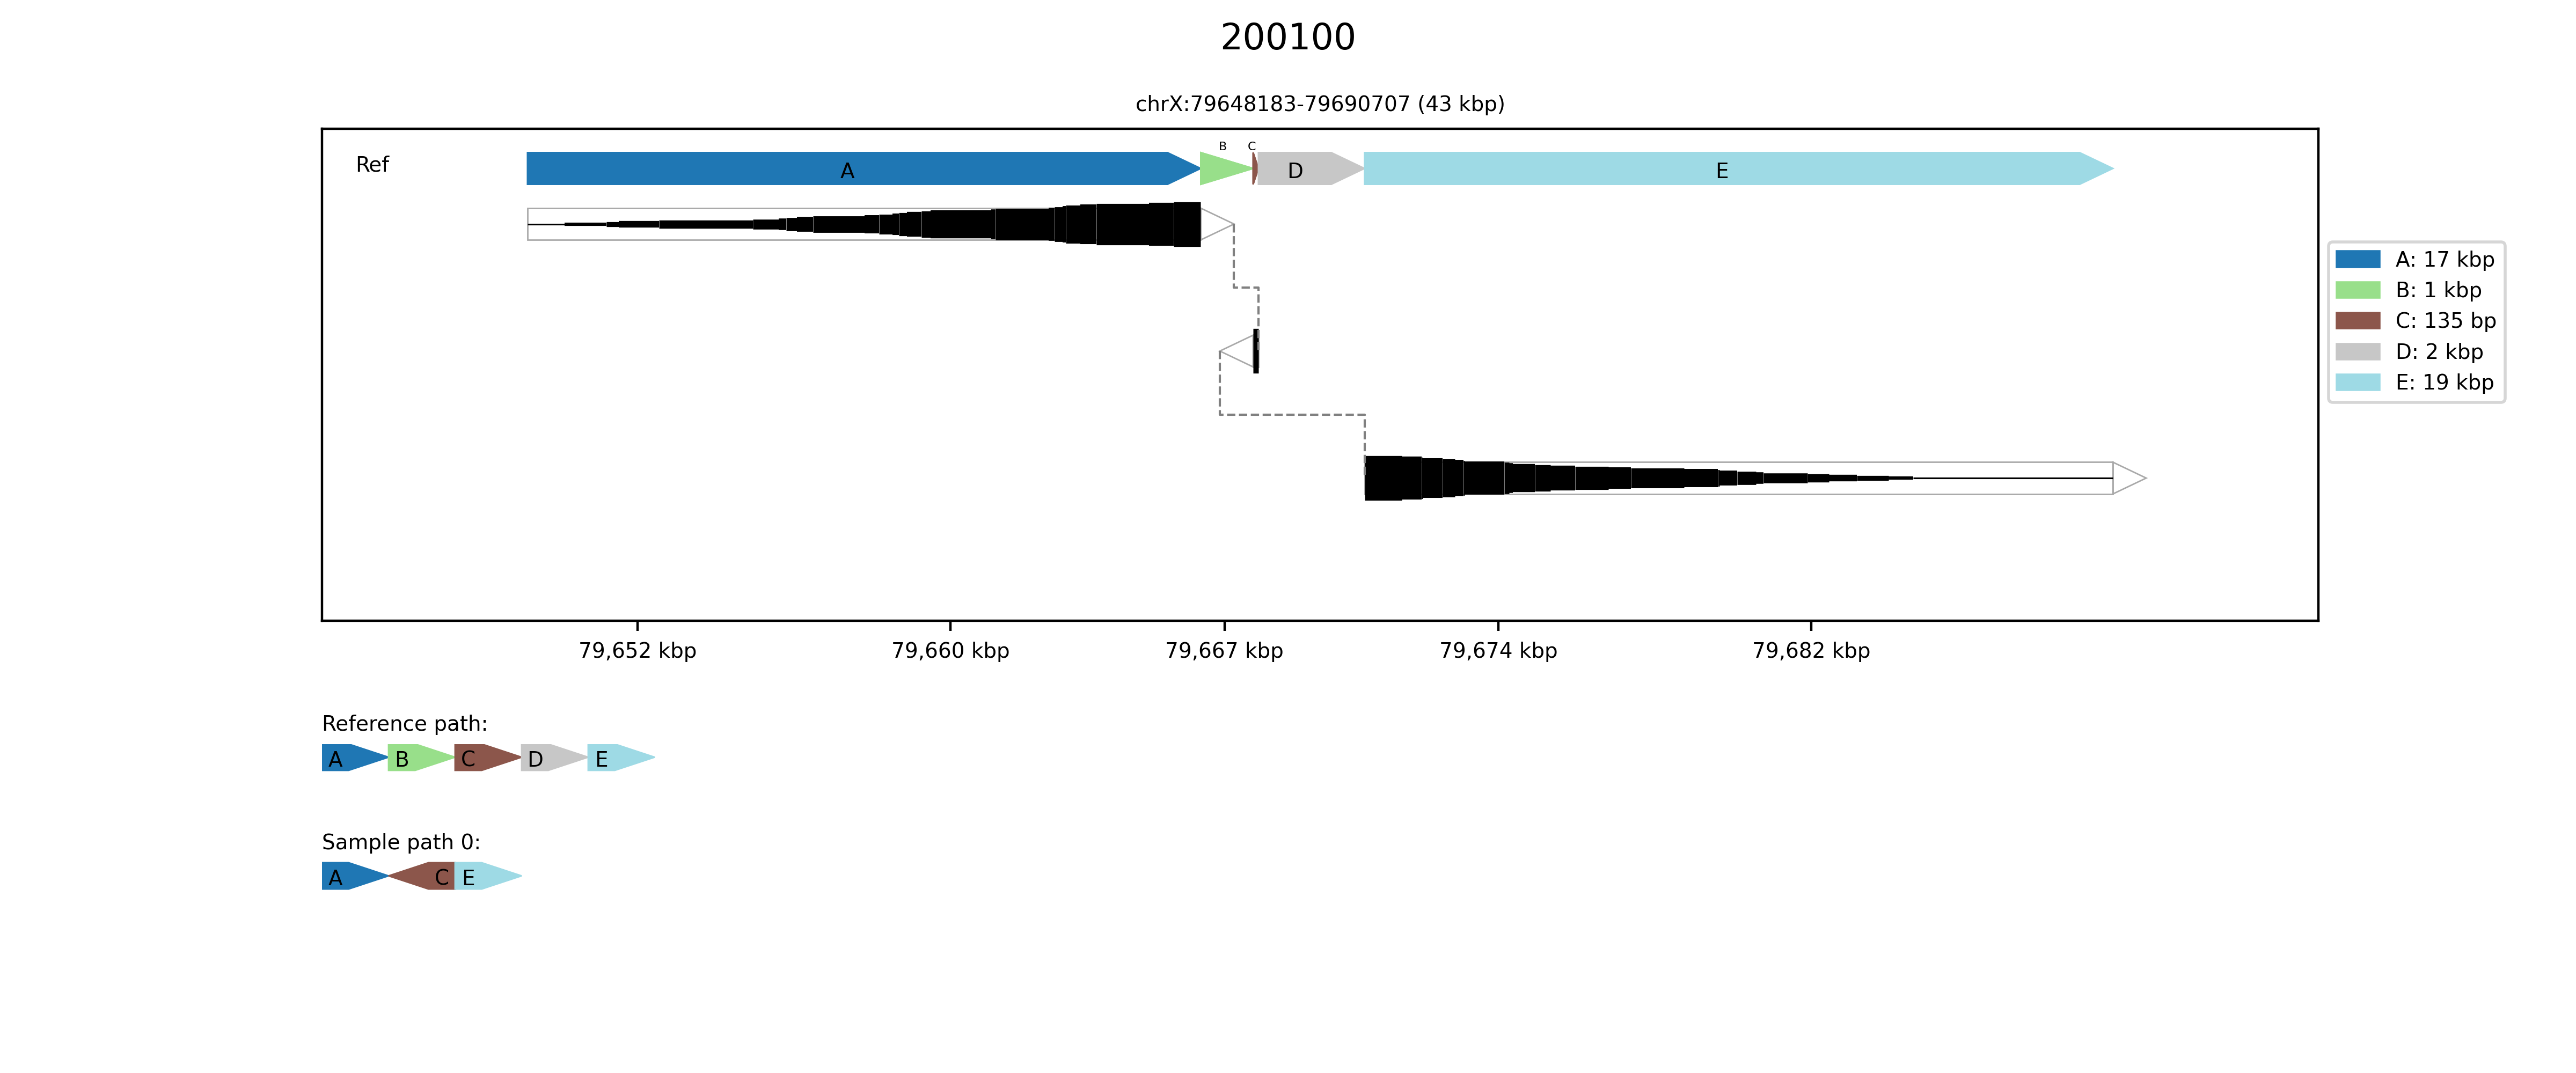 200100
chrX:79648183-79690707 (43 kbp)
Ref
A B C D E
A: 17 kbp
B: 1 kbp
C: 135 bp
D: 2 kbp
E: 19 kbp
79,652 kbp 79,660 kbp 79,667 kbp 79,674 kbp 79,682 kbp
Reference path:
A B C D E
Sample path 0:
A C E